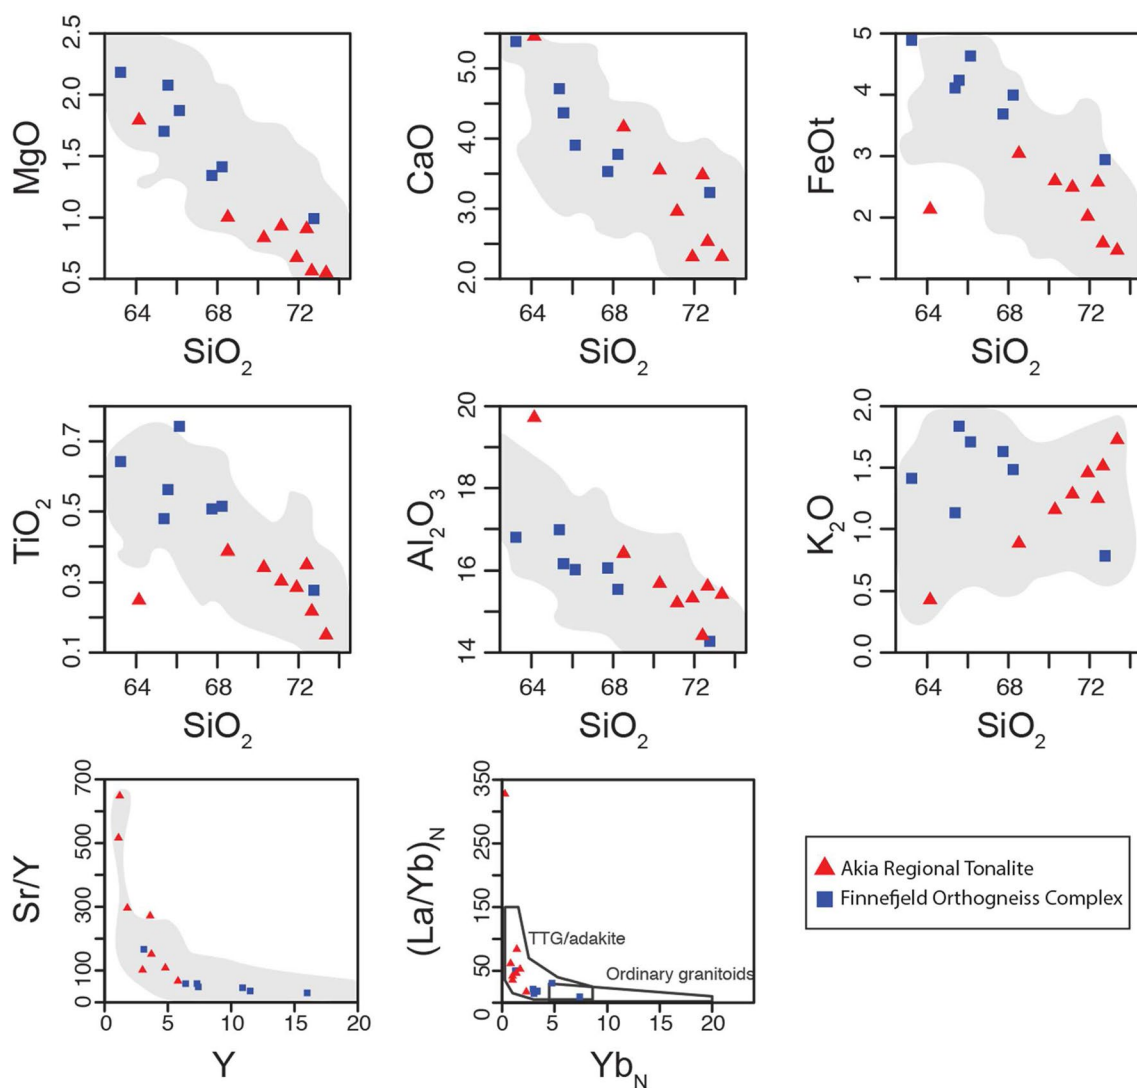 MgO
2.5
2.0
1.5
1.0
0.5
64 68 72
SiO2
CaO
5.0
4.0
3.0
2.0
64 68 72
SiO2
FeOt
5
4
3
2
1
64 68 72
SiO2
TiO2
0.7
0.5
0.3
0.1
64 68 72
SiO2
Al2O3
20
18
16
14
64 68 72
SiO2
K2O
2.0
1.5
1.0
0.5
0.0
64 68 72
SiO2
Sr/Y
700
500
300
100
0
0 5 10 15 20
Y
(La/Yb)N
350
250
150
50
0
TTG/adakite
Ordinary granitoids
0 5 10 15 20
YbN
Akia Regional Tonalite
Finnefjeld Orthogneiss Complex